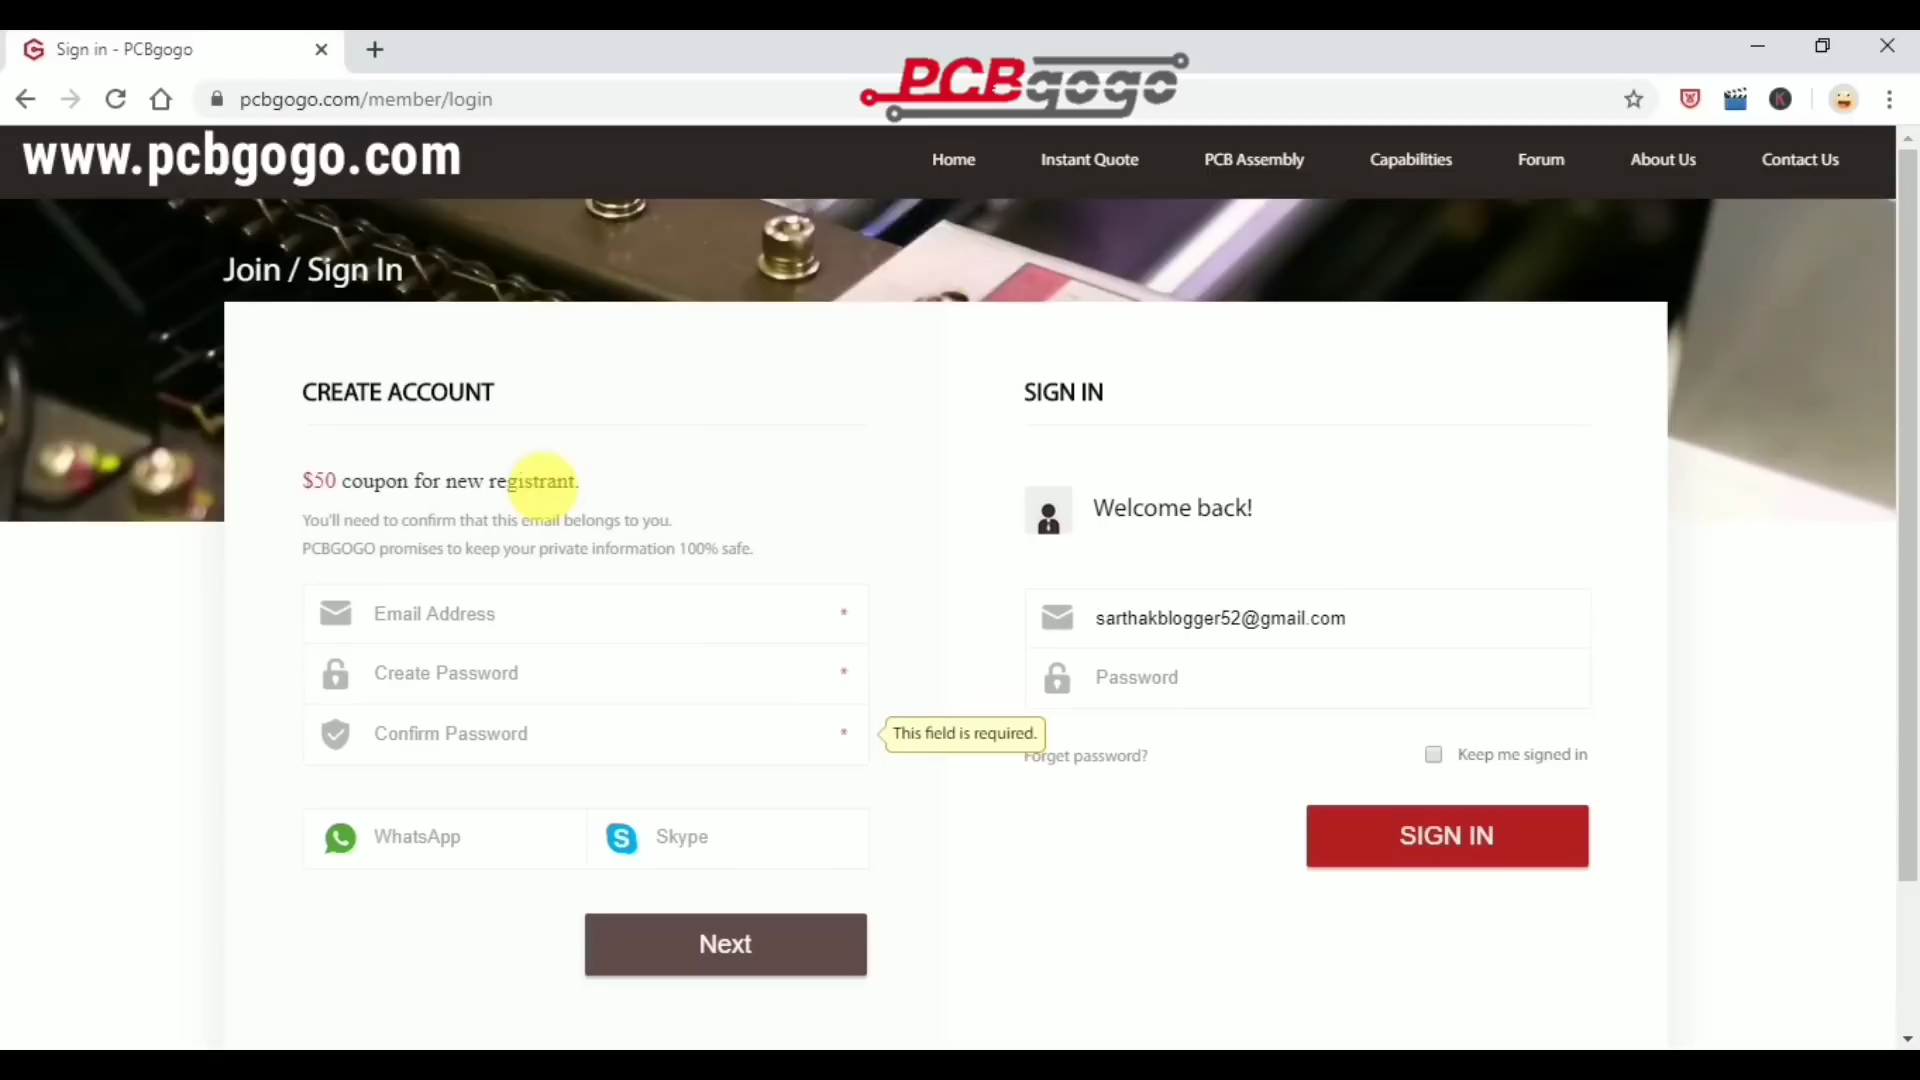 Sign in - PCBgogo
pcbgogo.com/member/login
PCBgogo
www.pcbgogo.com
Home Instant Quote PCB Assembly Capabilities Forum About Us Contact Us
Join / Sign In
CREATE ACCOUNT
$50 coupon for new registrant.
You'll need to confirm that this email belongs to you.
PCBGOGO promises to keep your private information 100% safe.
Email Address *
Create Password *
Confirm Password *
This field is required.
WhatsApp
Skype
Next
SIGN IN
Welcome back!
sarthakblogger52@gmail.com
Password
Forget password?
Keep me signed in
SIGN IN